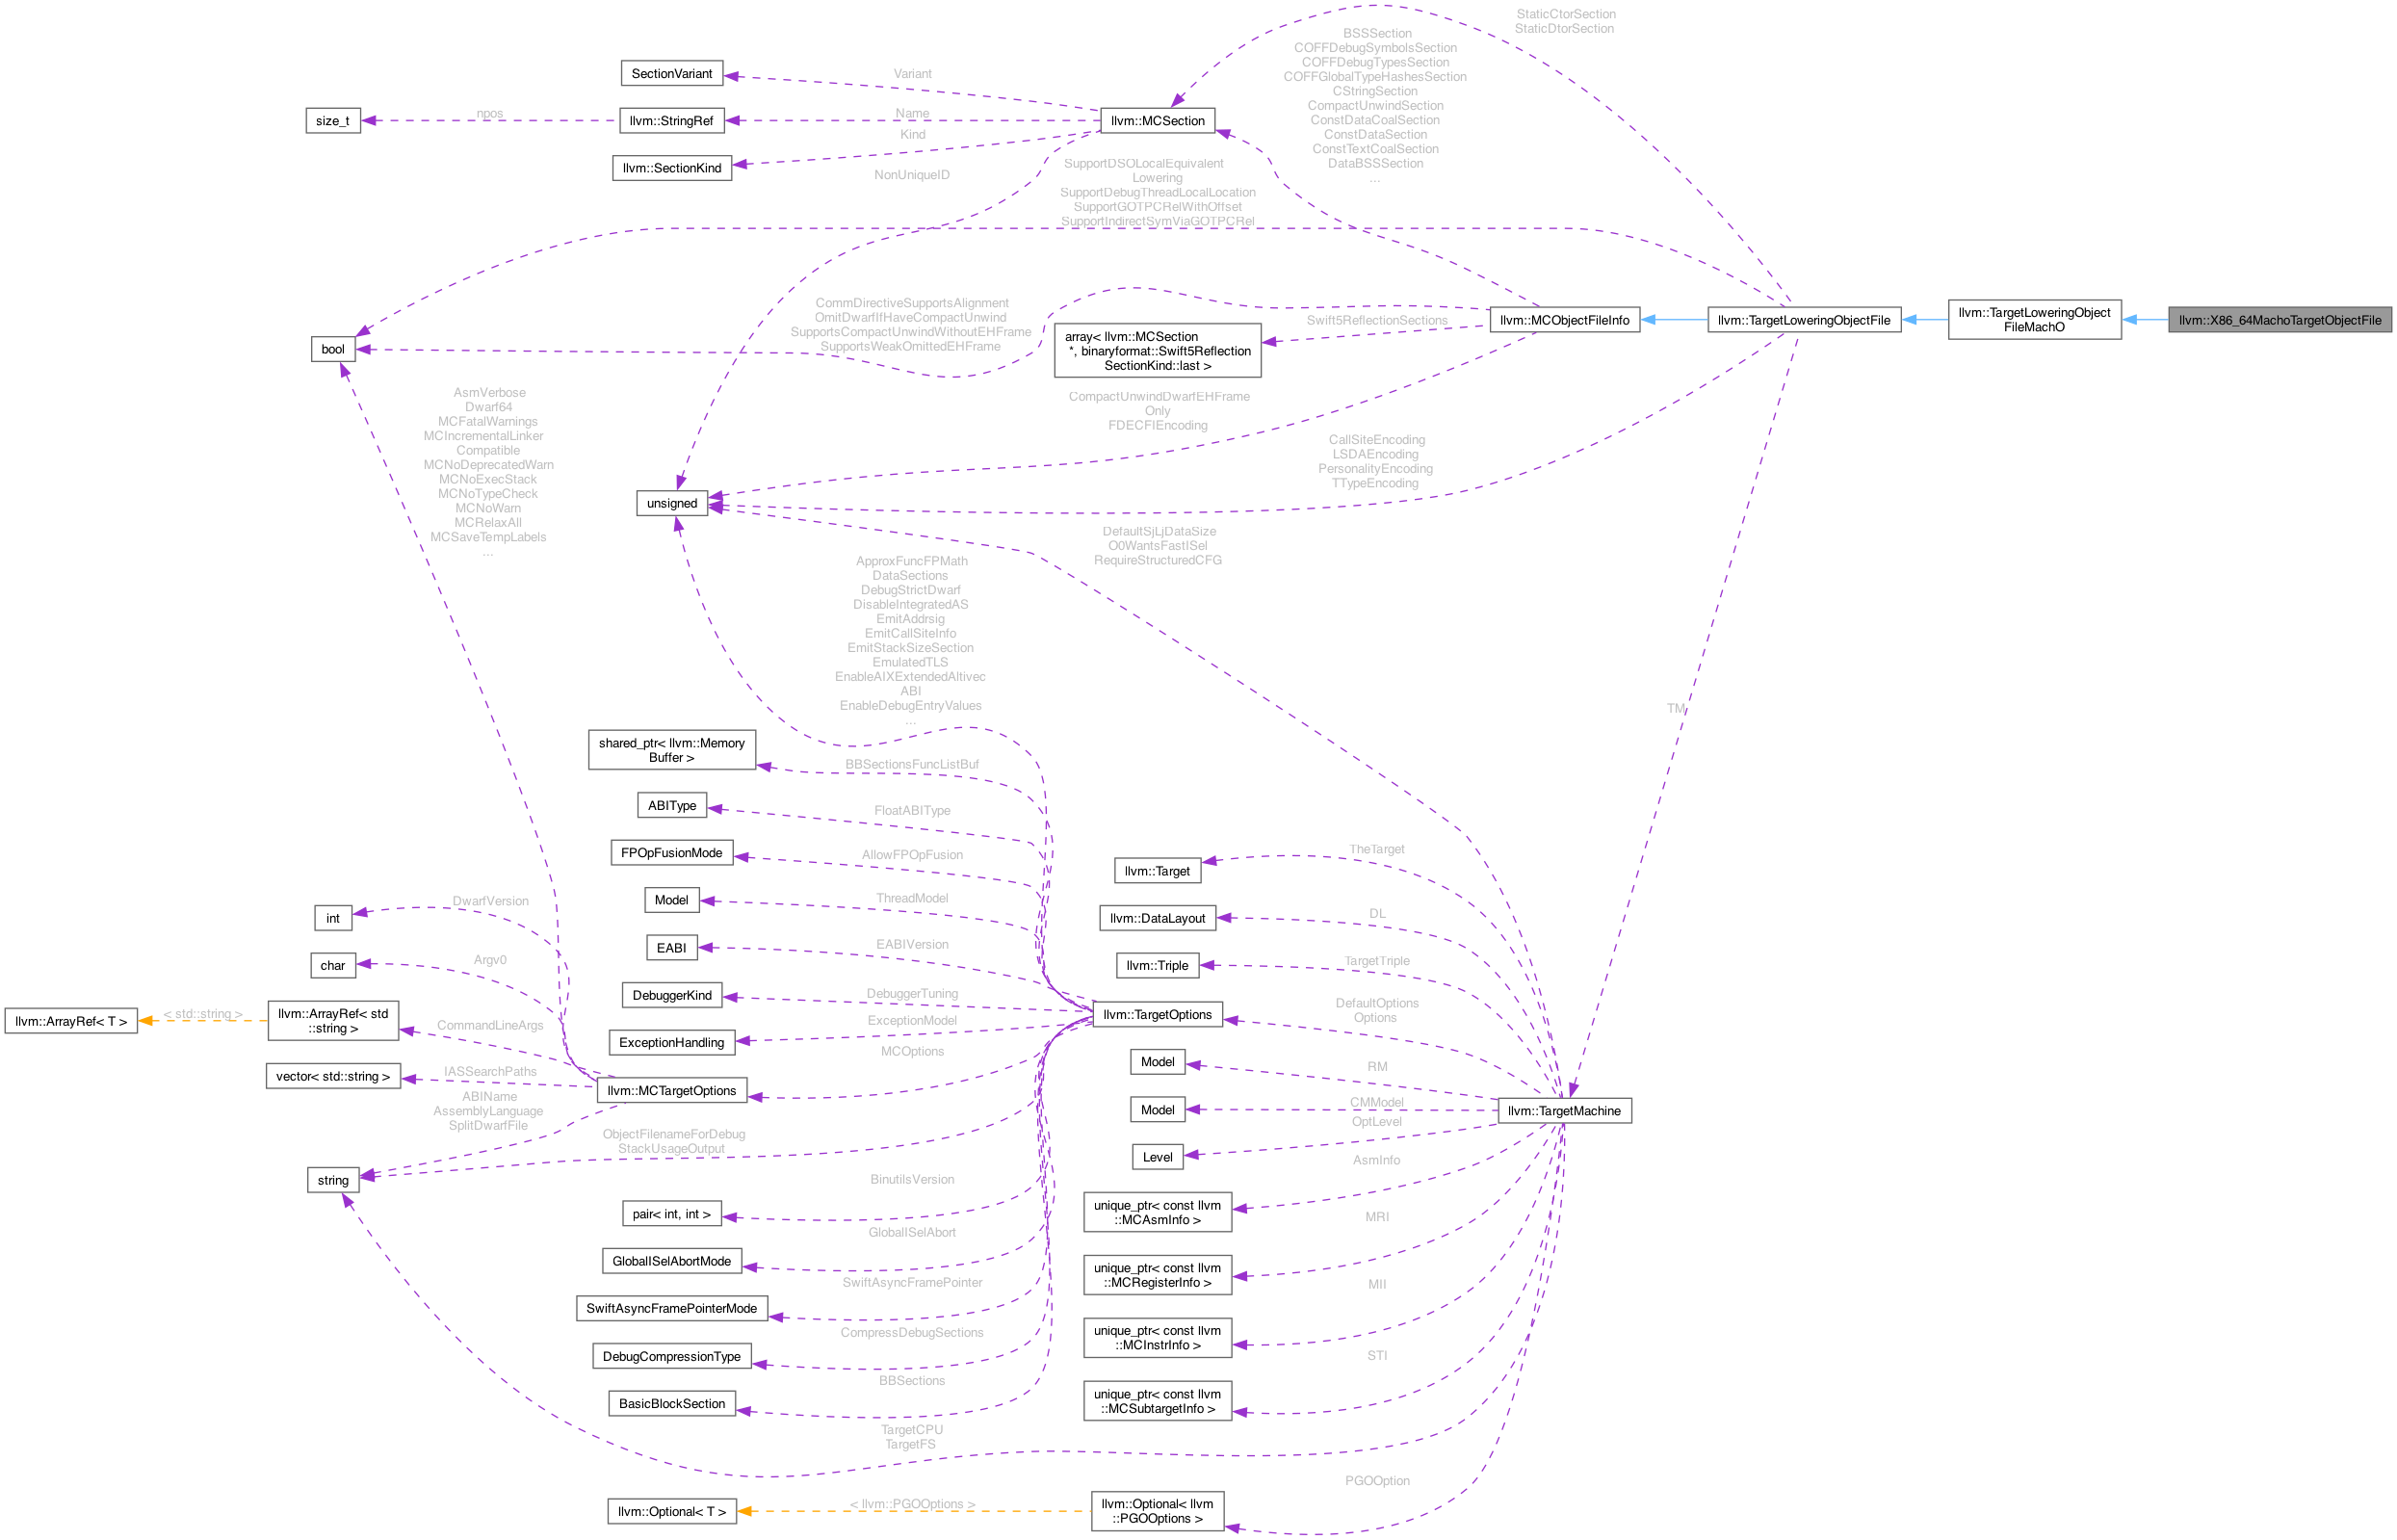 StaticCtorSection
StaticDtorSection
BSSSection
COFFDebugSymbolsSection
COFFDebugTypesSection
COFFGlobalTypeHashesSection
CStringSection
CompactUnwindSection
ConstDataCoalSection
ConstDataSection
ConstTextCoalSection
DataBSSSection
...
SectionVariant
Variant
size_t
npos
llvm::StringRef
Name
llvm::MCSection
Kind
llvm::SectionKind
NonUniqueID
SupportDSOLocalEquivalent
Lowering
SupportDebugThreadLocalLocation
SupportGOTPCRelWithOffset
SupportIndirectSymViaGOTPCRel
CommDirectiveSupportsAlignment
OmitDwarfIfHaveCompactUnwind
SupportsCompactUnwindWithoutEHFrame
SupportsWeakOmittedEHFrame
bool
array< llvm::MCSection
*, binaryformat::Swift5Reflection
SectionKind::last >
Swift5ReflectionSections
llvm::MCObjectFileInfo
llvm::TargetLoweringObjectFile
llvm::TargetLoweringObject
FileMachO
llvm::X86_64MachoTargetObjectFile
AsmVerbose
Dwarf64
MCFatalWarnings
MCIncrementalLinker
Compatible
MCNoDeprecatedWarn
MCNoExecStack
MCNoTypeCheck
MCNoWarn
MCRelaxAll
MCSaveTempLabels
...
CompactUnwindDwarfEHFrame
Only
FDECFIEncoding
CallSiteEncoding
LSDAEncoding
PersonalityEncoding
TTypeEncoding
unsigned
DefaultSjLjDataSize
O0WantsFastISel
RequireStructuredCFG
ApproxFuncFPMath
DataSections
DebugStrictDwarf
DisableIntegratedAS
EmitAddrsig
EmitCallSiteInfo
EmitStackSizeSection
EmulatedTLS
EnableAIXExtendedAltivec
ABI
EnableDebugEntryValues
...
TM
shared_ptr< llvm::Memory
Buffer >
BBSectionsFuncListBuf
ABIType
FloatABIType
FPOpFusionMode
AllowFPOpFusion
TheTarget
llvm::Target
Model
ThreadModel
int
DwarfVersion
llvm::DataLayout
DL
EABI
EABIVersion
char
Argv0
llvm::Triple
TargetTriple
DebuggerKind
DebuggerTuning
llvm::ArrayRef< T >
< std::string >
llvm::ArrayRef< std
::string >
CommandLineArgs
ExceptionHandling
ExceptionModel
llvm::TargetOptions
DefaultOptions
Options
MCOptions
vector< std::string >
IASSearchPaths
llvm::MCTargetOptions
Model
RM
Model
CMModel
llvm::TargetMachine
ABIName
AssemblyLanguage
SplitDwarfFile
OptLevel
Level
ObjectFilenameForDebug
StackUsageOutput
AsmInfo
string
BinutilsVersion
pair< int, int >
unique_ptr< const llvm
::MCAsmInfo >
MRI
GlobalISelAbort
GlobalISelAbortMode
unique_ptr< const llvm
::MCRegisterInfo >
SwiftAsyncFramePointer
SwiftAsyncFramePointerMode
MII
CompressDebugSections
DebugCompressionType
unique_ptr< const llvm
::MCInstrInfo >
STI
BBSections
BasicBlockSection
unique_ptr< const llvm
::MCSubtargetInfo >
TargetCPU
TargetFS
PGOOption
llvm::Optional< T >
< llvm::PGOOptions >
llvm::Optional< llvm
::PGOOptions >